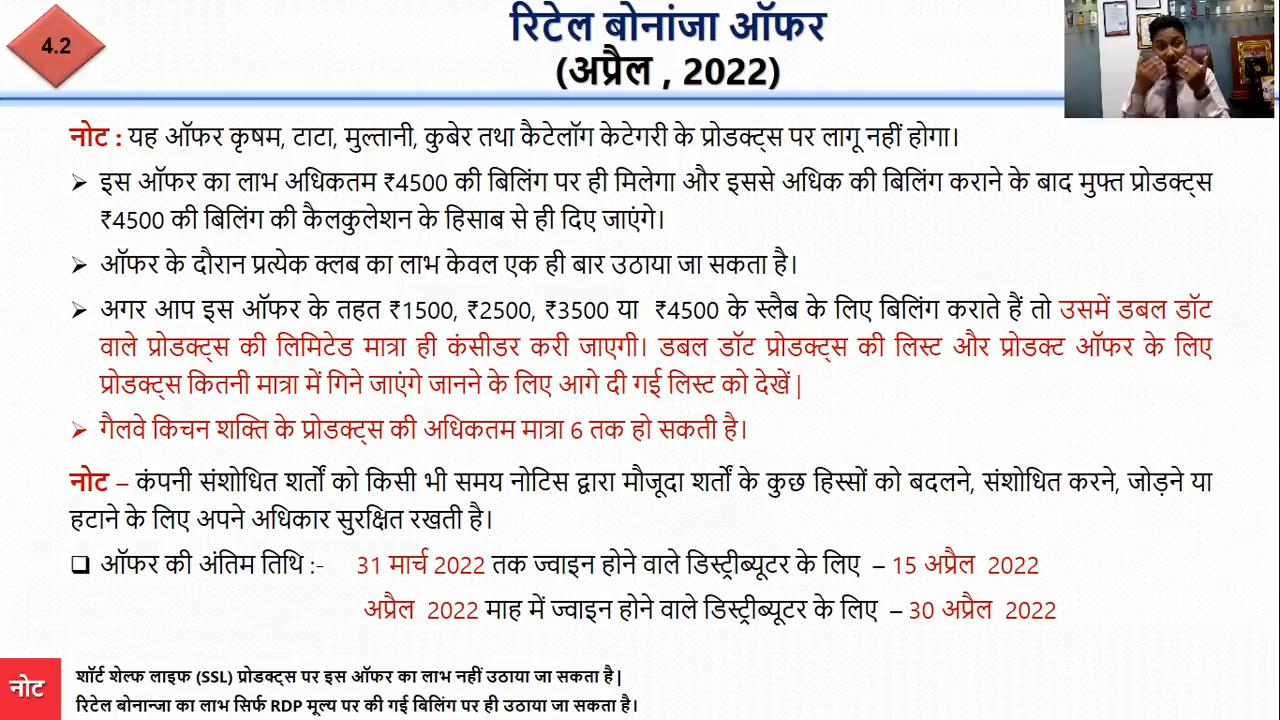 4.2
रिटेल बोनांजा ऑफर
(अप्रैल , 2022)
नोट : यह ऑफर कृषम, टाटा, मुल्तानी, कुबेर तथा कैटेलॉग केटेगरी के प्रोडक्ट्स पर लागू नहीं होगा।
➢ इस ऑफर का लाभ अधिकतम ₹4500 की बिलिंग पर ही मिलेगा और इससे अधिक की बिलिंग कराने के बाद मुफ्त प्रोडक्ट्स
₹4500 की बिलिंग की कैलकुलेशन के हिसाब से ही दिए जाएंगे।
➢ ऑफर के दौरान प्रत्येक क्लब का लाभ केवल एक ही बार उठाया जा सकता है।
➢ अगर आप इस ऑफर के तहत ₹1500, ₹2500, ₹3500 या ₹4500 के स्लैब के लिए बिलिंग कराते हैं तो उसमें डबल डॉट
वाले प्रोडक्ट्स की लिमिटेड मात्रा ही कंसीडर करी जाएगी। डबल डॉट प्रोडक्ट्स की लिस्ट और प्रोडक्ट ऑफर के लिए
प्रोडक्ट्स कितनी मात्रा में गिने जाएंगे जानने के लिए आगे दी गई लिस्ट को देखें |
➢ गैलवे किचन शक्ति के प्रोडक्ट्स की अधिकतम मात्रा 6 तक हो सकती है।
नोट – कंपनी संशोधित शर्तों को किसी भी समय नोटिस द्वारा मौजूदा शर्तों के कुछ हिस्सों को बदलने, संशोधित करने, जोड़ने या
हटाने के लिए अपने अधिकार सुरक्षित रखती है।
❑ ऑफर की अंतिम तिथि :- 31 मार्च 2022 तक ज्वाइन होने वाले डिस्ट्रीब्यूटर के लिए – 15 अप्रैल 2022
अप्रैल 2022 माह में ज्वाइन होने वाले डिस्ट्रीब्यूटर के लिए – 30 अप्रैल 2022
नोट
शॉर्ट शेल्फ लाइफ (SSL) प्रोडक्ट्स पर इस ऑफर का लाभ नहीं उठाया जा सकता है|
रिटेल बोनान्जा का लाभ सिर्फ RDP मूल्य पर की गई बिलिंग पर ही उठाया जा सकता है।